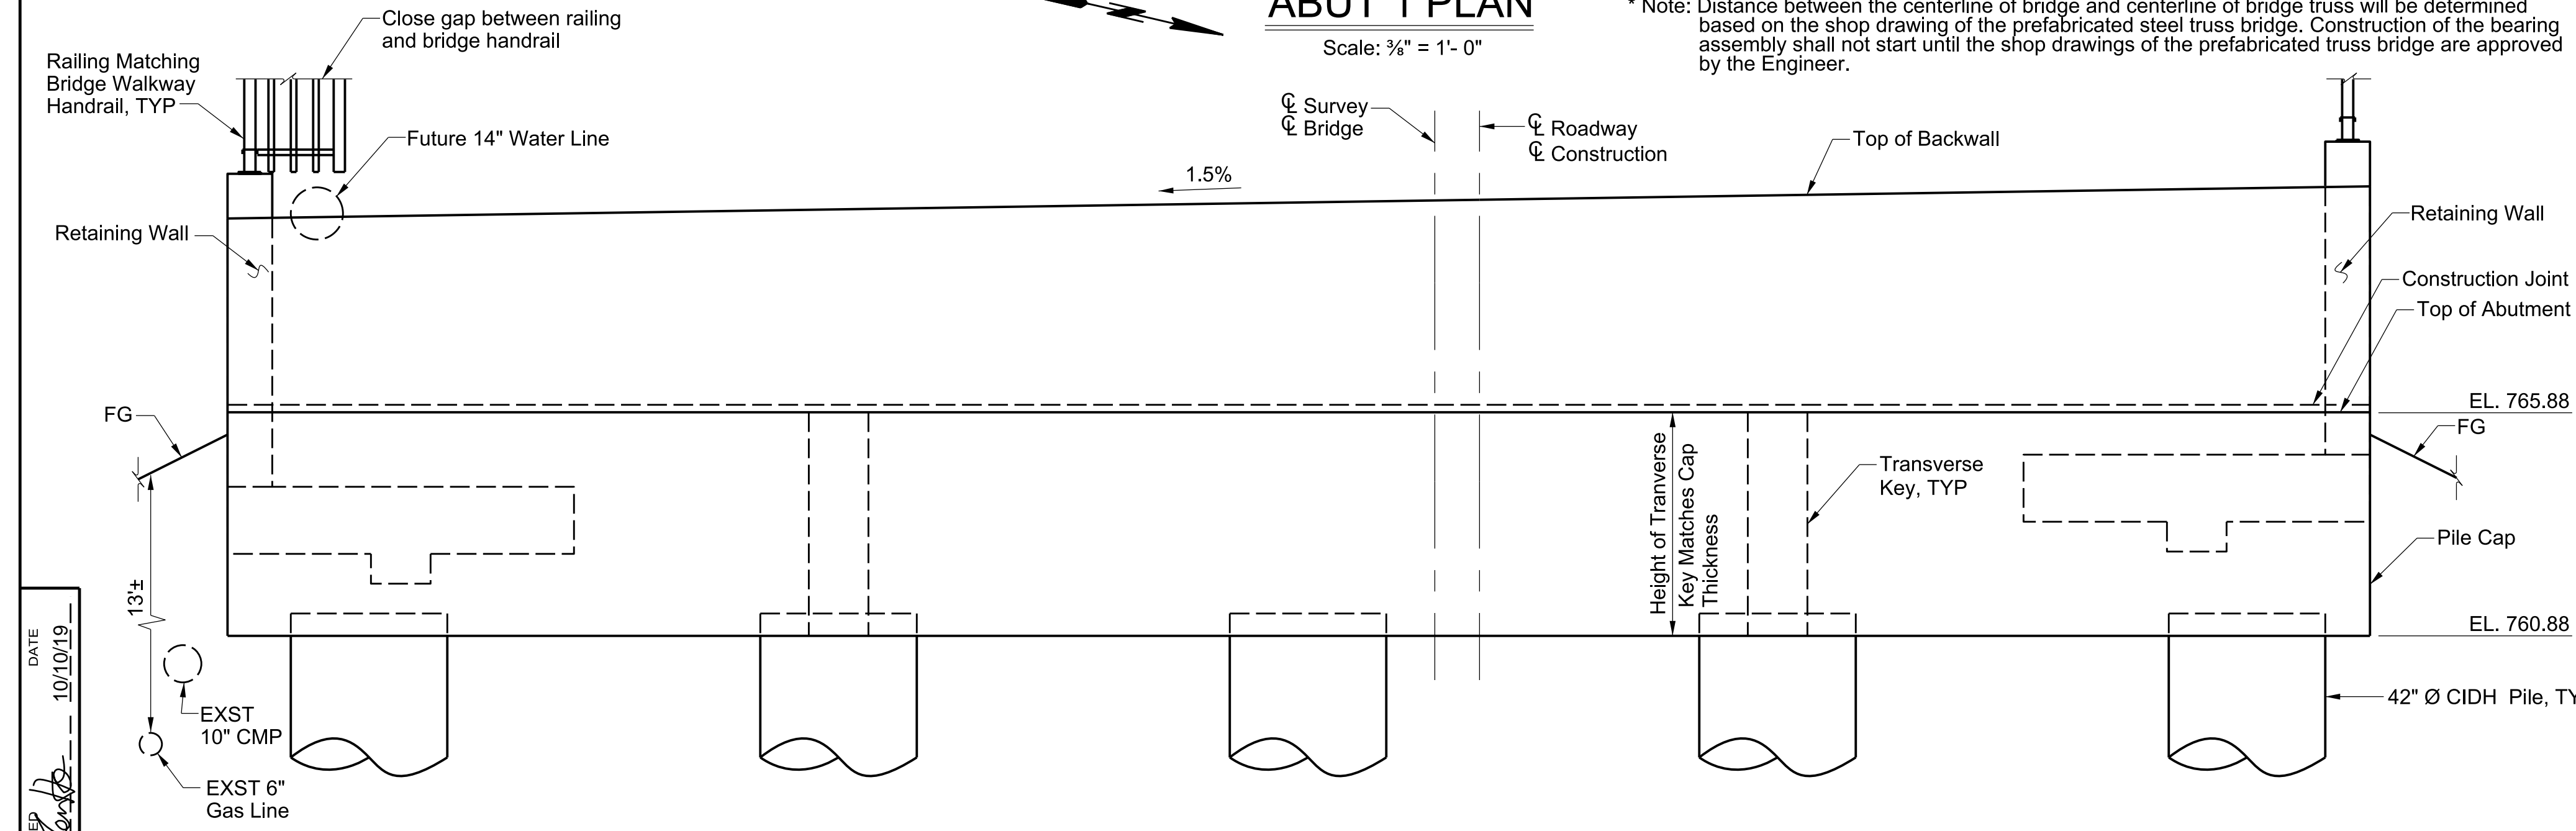 ABUT 1 PLAN
Scale: ⅜" = 1'- 0"
* Note: Distance between the centerline of bridge and centerline of bridge truss will be determined
based on the shop drawing of the prefabricated steel truss bridge. Construction of the bearing
assembly shall not start until the shop drawings of the prefabricated truss bridge are approved
by the Engineer.
Close gap between railing
and bridge handrail
Railing Matching
Bridge Walkway
Handrail, TYP
Future 14" Water Line
℄ Survey
℄ Bridge
℄ Roadway
℄ Construction
Top of Backwall
1.5%
Retaining Wall
Retaining Wall
Construction Joint
Top of Abutment
EL. 765.88
FG
FG
Height of Tranverse
Key Matches Cap
Thickness
Transverse
Key, TYP
Pile Cap
13'±
EL. 760.88
42" Ø CIDH Pile, TY
EXST
10" CMP
EXST 6"
Gas Line
DATE
10/10/19